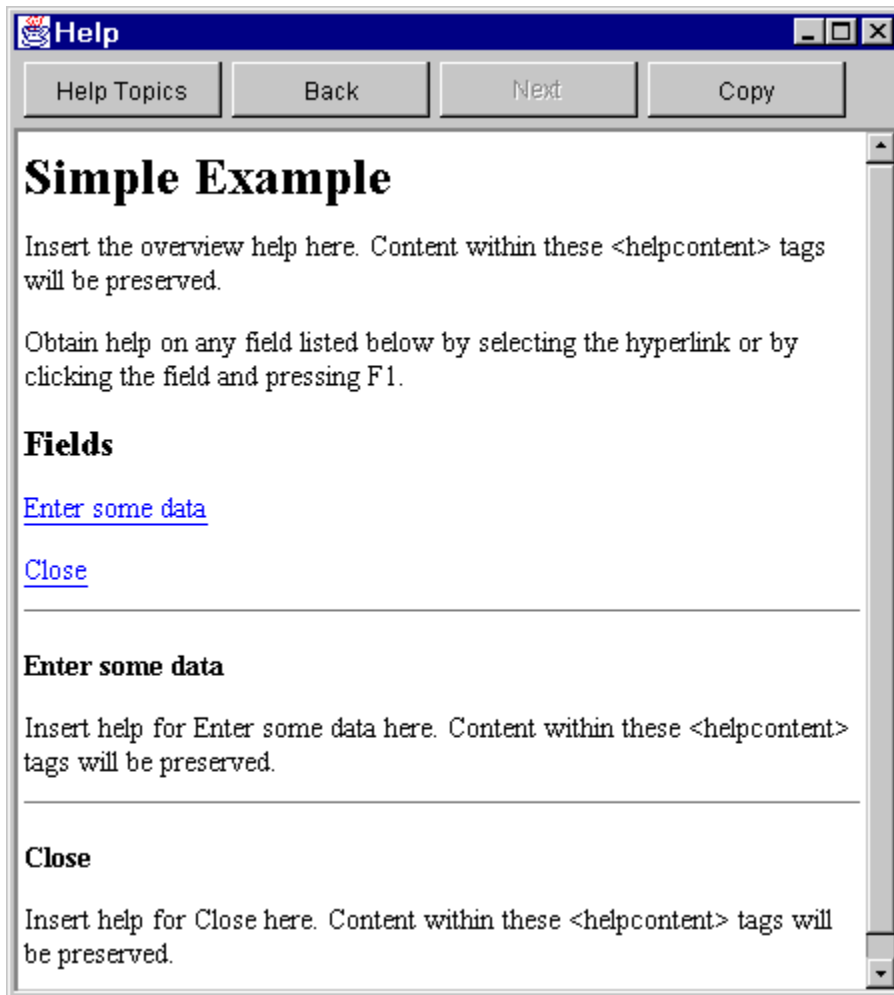 Help
Help Topics
Back
Next
Copy
Simple Example
Insert the overview help here. Content within these <helpcontent> tags
will be preserved.
Obtain help on any field listed below by selecting the hyperlink or by
clicking the field and pressing F1.
Fields
Enter some data
Close
Enter some data
Insert help for Enter some data here. Content within these <helpcontent>
tags will be preserved.
Close
Insert help for Close here. Content within these <helpcontent> tags will
be preserved.